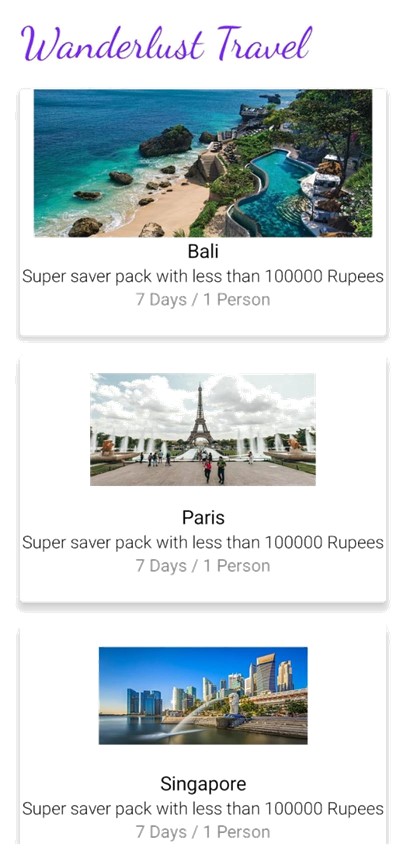 Wanderlust Travel
Bali
Super saver pack with less than 100000 Rupees
7 Days / 1 Person
Paris
Super saver pack with less than 100000 Rupees
7 Days / 1 Person
Singapore
Super saver pack with less than 100000 Rupees
7 Days / 1 Person